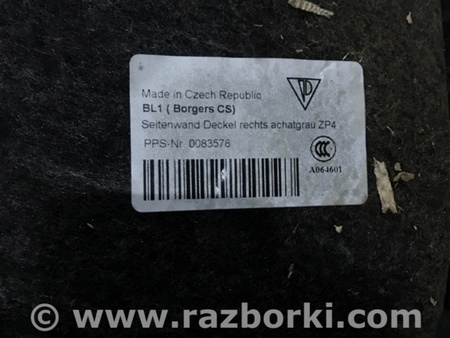 Made in Czech Republic
BL1 ( Borgers CS)
Seitenwand Deckel rechts achatgrau ZP4
PPS-Nr. 0083578
CCC
A064601
© www.razborki.com